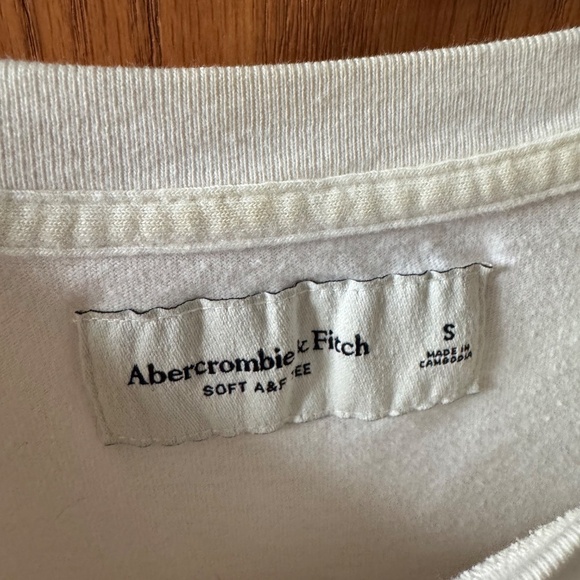 Abercrombie & Fitch
SOFT A&F TEE
S
MADE IN
CAMBODIA